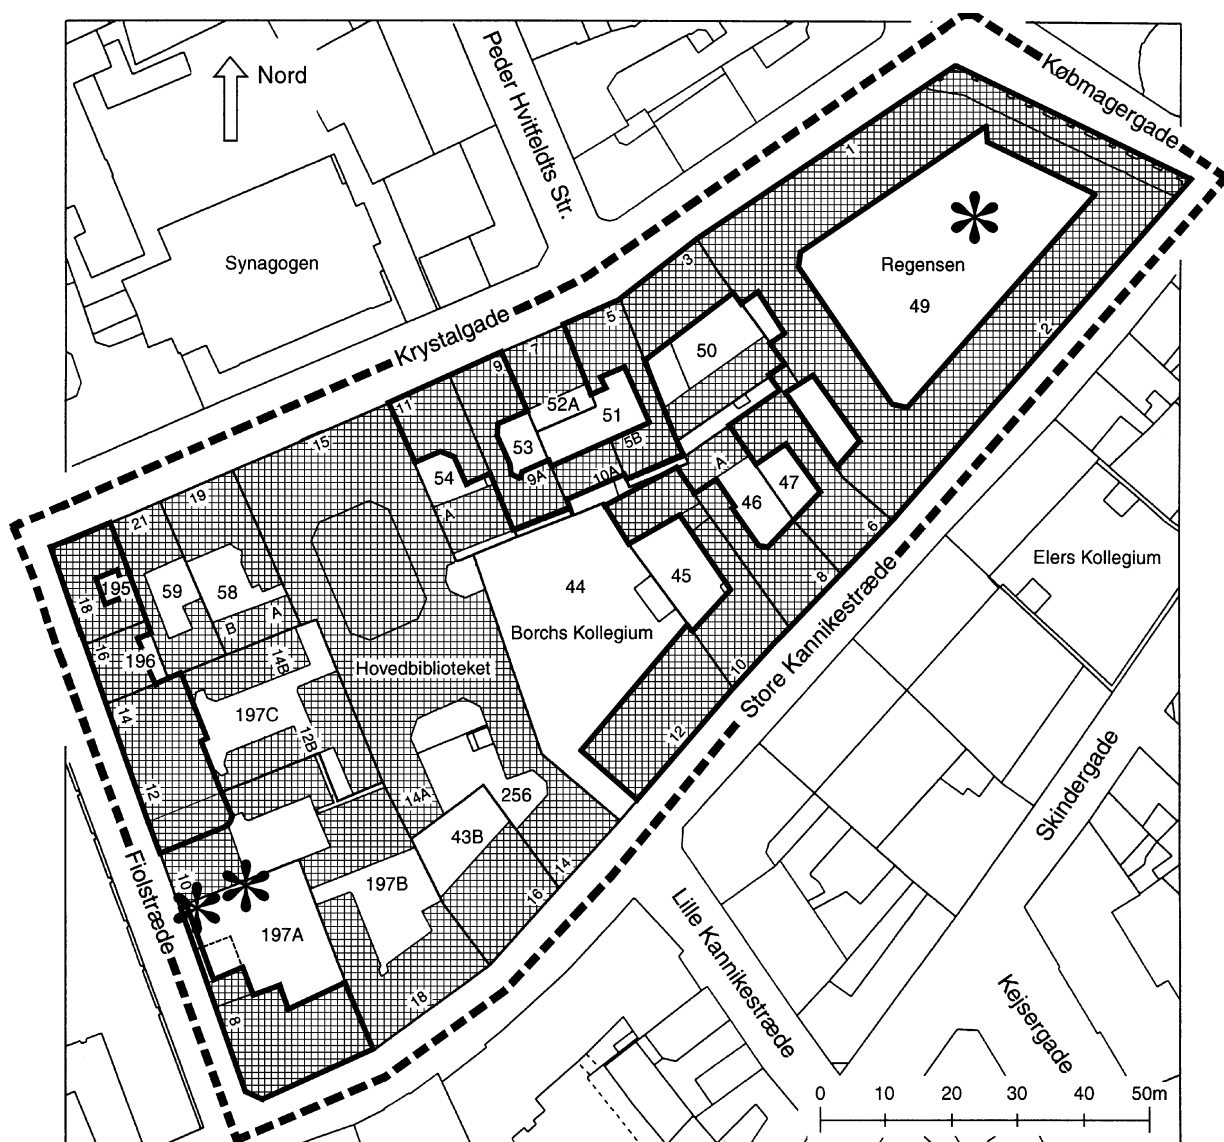 Nord
Peder Hvitfeldts Str.
Købmagergade
Synagogen
Krystalgade
1
3
Regensen
49
2
5
7
9
11
50
52A
51
53
5B
54
9A
10A
A
A
47
46
15
19
21
6
8
Elers Kollegium
44
45
Borchs Kollegium
195
18
59
58
B
A
16
196
14B
Hovedbiblioteket
10
Store Kannikestræde
12
14
197C
12B
12
14A
256
43B
14
16
Skindergade
Fiolstræde
10
197B
197A
18
8
Lille Kannikestræde
Kejsergade
0 10 20 30 40 50m